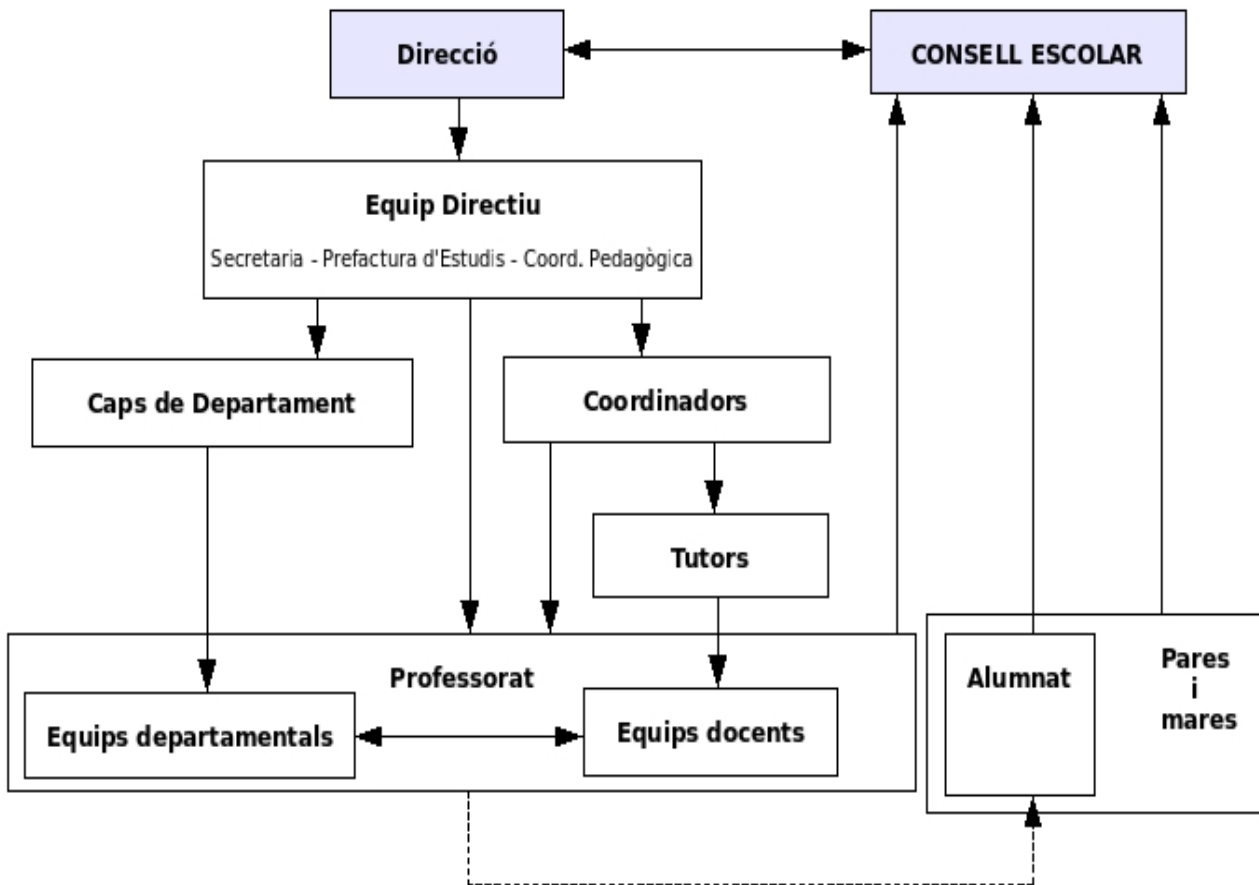 Direcció
CONSELL ESCOLAR
Equip Directiu
Secretaria - Prefactura d'Estudis - Coord. Pedagògica
Caps de Departament
Coordinadors
Tutors
Professorat
Equips departamentals
Equips docents
Alumnat
Pares
i
mares